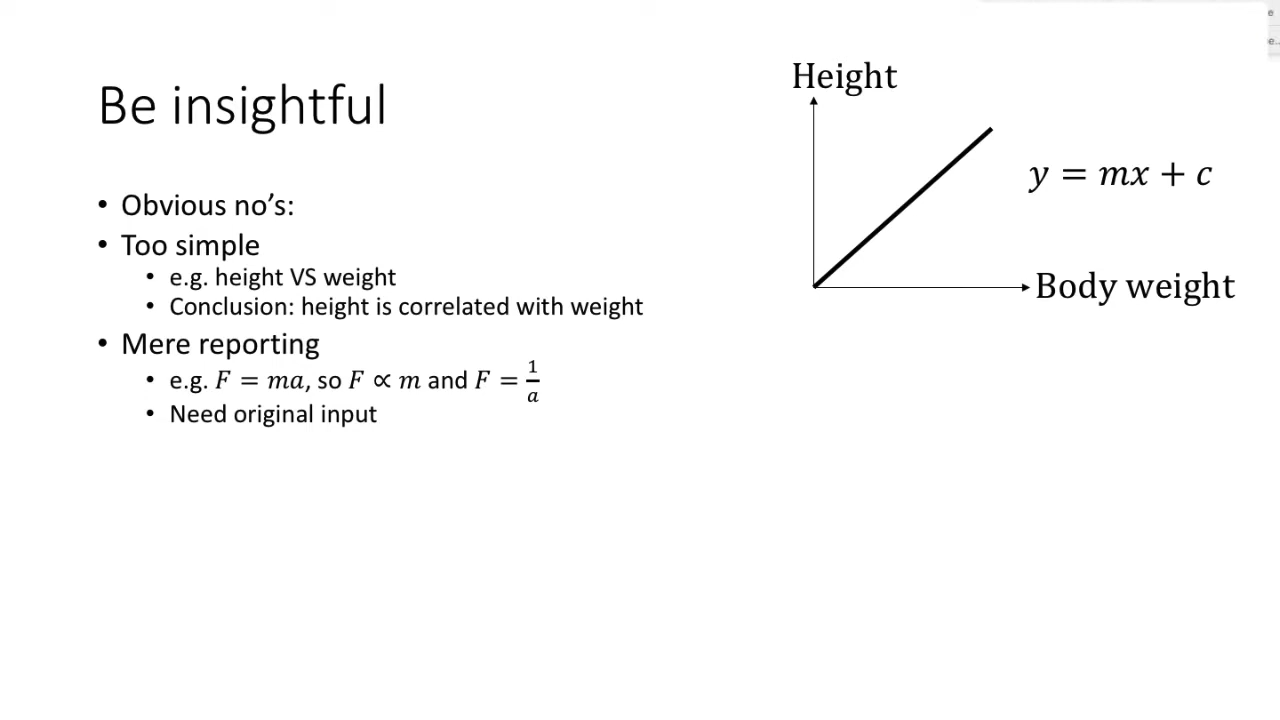 Be insightful
• Obvious no’s:
• Too simple
• e.g. height VS weight
• Conclusion: height is correlated with weight
• Mere reporting
• e.g. F = ma, so F ∝ m and F = 1/a
• Need original input
Height
y = mx + c
Body weight